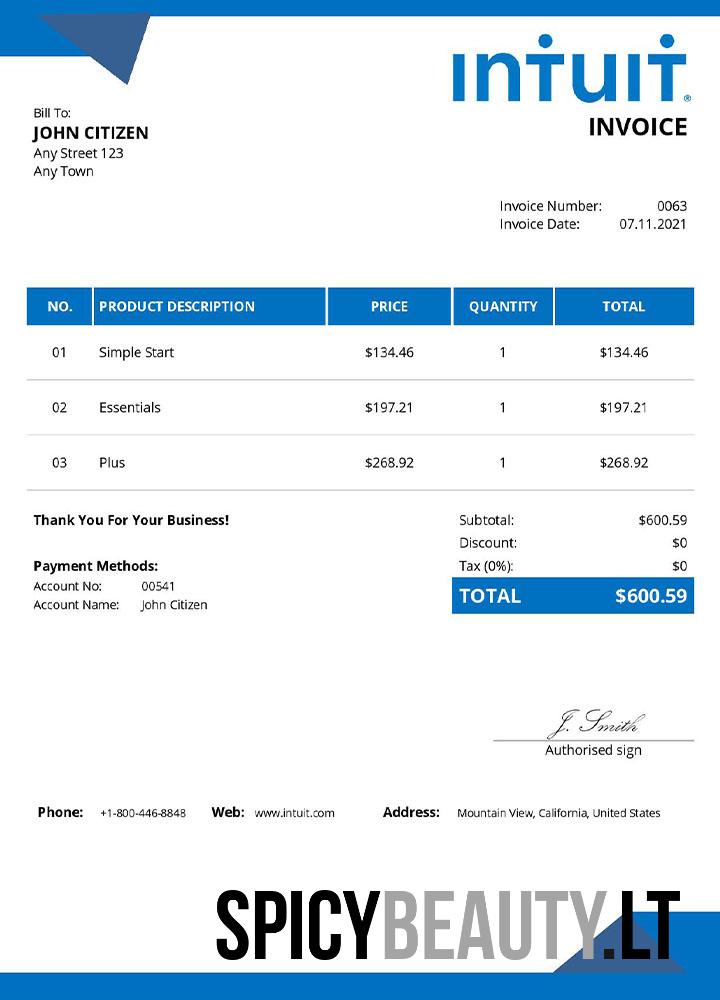 intuit®
INVOICE
Bill To:
JOHN CITIZEN
Any Street 123
Any Town
Invoice Number: 0063
Invoice Date: 07.11.2021
NO. PRODUCT DESCRIPTION PRICE QUANTITY TOTAL
01 Simple Start $134.46 1 $134.46
02 Essentials $197.21 1 $197.21
03 Plus $268.92 1 $268.92
Thank You For Your Business!
Payment Methods:
Account No: 00541
Account Name: John Citizen
Subtotal: $600.59
Discount: $0
Tax (0%): $0
TOTAL $600.59
J. Smith
Authorised sign
Phone: +1-800-446-8848 Web: www.intuit.com Address: Mountain View, California, United States
SPICYBEAUTY.LT